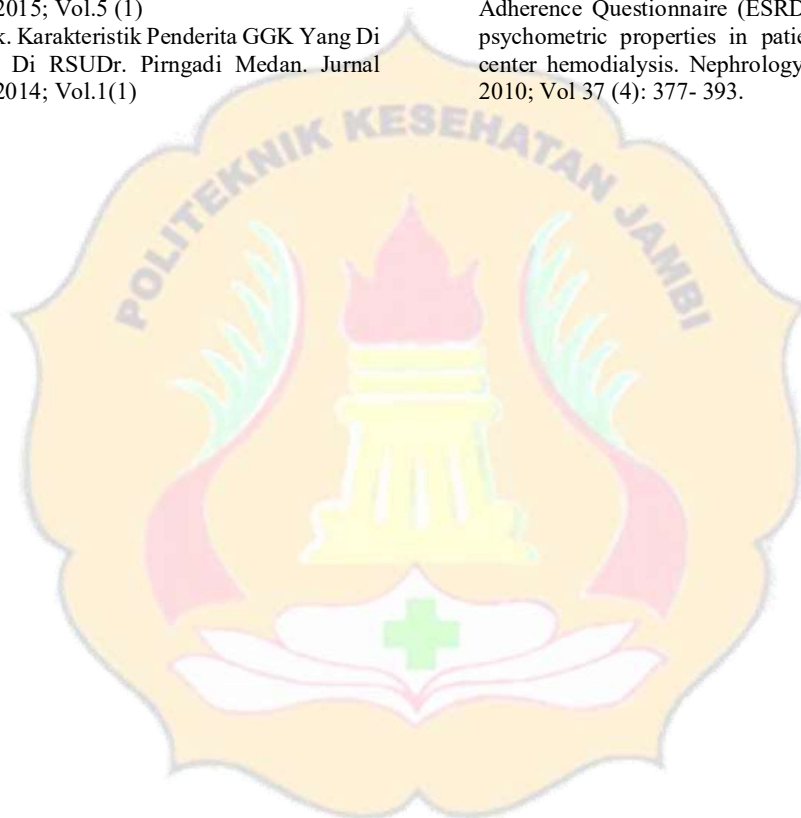 2015; Vol.5 (1)
k. Karakteristik Penderita GGK Yang Di
Di RSUDr. Pirngadi Medan. Jurnal
2014; Vol.1(1)
Adherence Questionnaire (ESRD
psychometric properties in patie
center hemodialysis. Nephrology
2010; Vol 37 (4): 377- 393.
POLITEKNIK KESEHATAN JAMBI